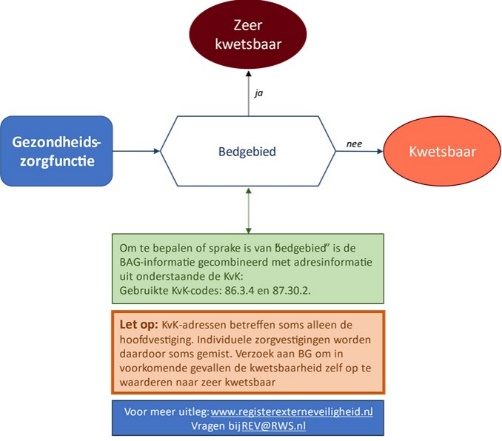 Zeer
kwetsbaar
ja
Gezondheids-
zorgfunctie
Bedgebied
nee
Kwetsbaar
Om te bepalen of sprake is van bedgebied" is de
BAG-informatie gecombineerd met adresinformatie
uit onderstaande de KvK:
Gebruikte KvK-codes: 86.3.4 en 87.30.2.
Let op: KvK-adressen betreffen soms alleen de
hoofdvestiging. Individuele zorgvestigingen worden
daardoor soms gemist. Verzoek aan BG om in
voorkomende gevallen de kwetsbaarheid zelf op te
waarderen naar zeer kwetsbaar
Voor meer uitleg: www.registerexterneveiligheid.nl
Vragen bij REV@RWS.nl